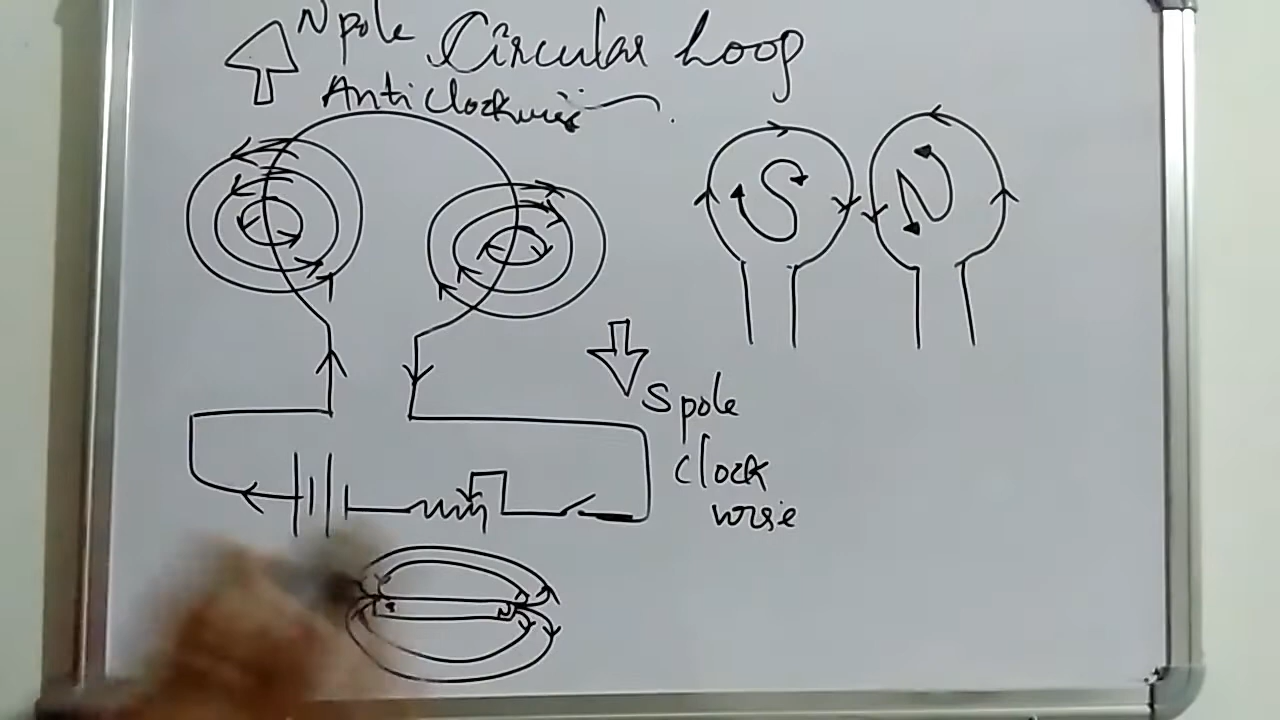 N pole Circular Loop
Anticlockwise
S N
S pole
Clock
wise